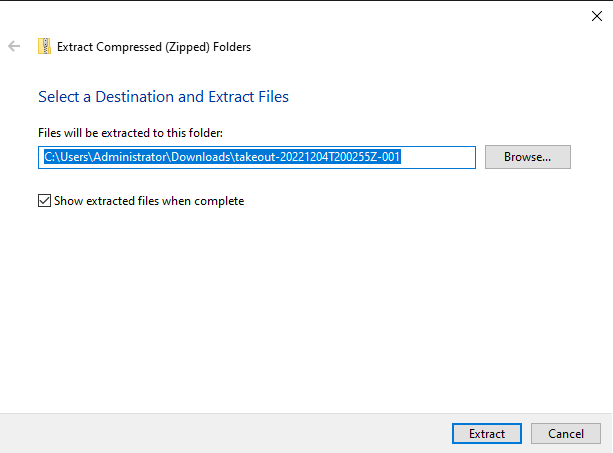 Extract Compressed (Zipped) Folders
Select a Destination and Extract Files
Files will be extracted to this folder:
C:\Users\Administrator\Downloads\takeout-20221204T200255Z-001
Browse...
Show extracted files when complete
Extract
Cancel